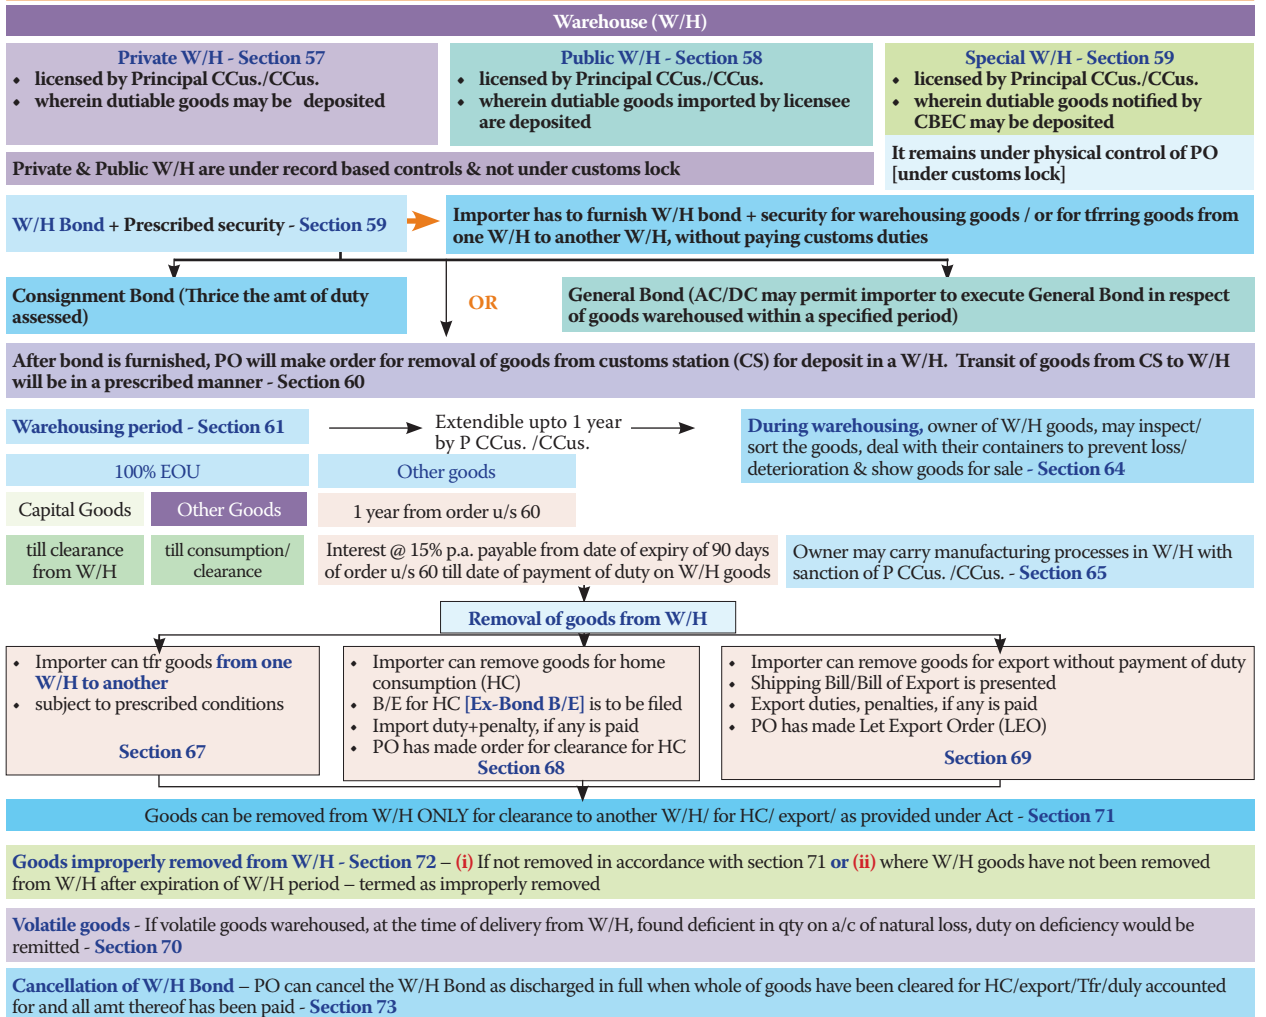 Warehouse (W/H)
Private W/H - Section 57
• licensed by Principal CCus./CCus.
• wherein dutiable goods may be deposited
Public W/H - Section 58
• licensed by Principal CCus./CCus.
• wherein dutiable goods imported by licensee
are deposited
Special W/H - Section 59
• licensed by Principal CCus./CCus.
• wherein dutiable goods notified by
CBEC may be deposited
Private & Public W/H are under record based controls & not under customs lock
It remains under physical control of PO
[under customs lock]
W/H Bond + Prescribed security - Section 59
Importer has to furnish W/H bond + security for warehousing goods / or for tfrring goods from
one W/H to another W/H, without paying customs duties
Consignment Bond (Thrice the amt of duty
assessed)
OR
General Bond (AC/DC may permit importer to execute General Bond in respect
of goods warehoused within a specified period)
After bond is furnished, PO will make order for removal of goods from customs station (CS) for deposit in a W/H. Transit of goods from CS to W/H
will be in a prescribed manner - Section 60
Warehousing period - Section 61
Extendible upto 1 year
by P CCus. /CCus.
During warehousing, owner of W/H goods, may inspect/
sort the goods, deal with their containers to prevent loss/
deterioration & show goods for sale - Section 64
100% EOU
Other goods
Capital Goods
Other Goods
1 year from order u/s 60
till clearance
from W/H
till consumption/
clearance
Interest @ 15% p.a. payable from date of expiry of 90 days
of order u/s 60 till date of payment of duty on W/H goods
Owner may carry manufacturing processes in W/H with
sanction of P CCus. /CCus. - Section 65
Removal of goods from W/H
• Importer can tfr goods from one
W/H to another
• subject to prescribed conditions
Section 67
• Importer can remove goods for home
consumption (HC)
• B/E for HC [Ex-Bond B/E] is to be filed
• Import duty+penalty, if any is paid
• PO has made order for clearance for HC
Section 68
• Importer can remove goods for export without payment of duty
• Shipping Bill/Bill of Export is presented
• Export duties, penalties, if any is paid
• PO has made Let Export Order (LEO)
Section 69
Goods can be removed from W/H ONLY for clearance to another W/H/ for HC/ export/ as provided under Act - Section 71
Goods improperly removed from W/H - Section 72 – (i) If not removed in accordance with section 71 or (ii) where W/H goods have not been removed
from W/H after expiration of W/H period – termed as improperly removed
Volatile goods - If volatile goods warehoused, at the time of delivery from W/H, found deficient in qty on a/c of natural loss, duty on deficiency would be
remitted - Section 70
Cancellation of W/H Bond – PO can cancel the W/H Bond as discharged in full when whole of goods have been cleared for HC/export/Tfr/duly accounted
for and all amt thereof has been paid - Section 73